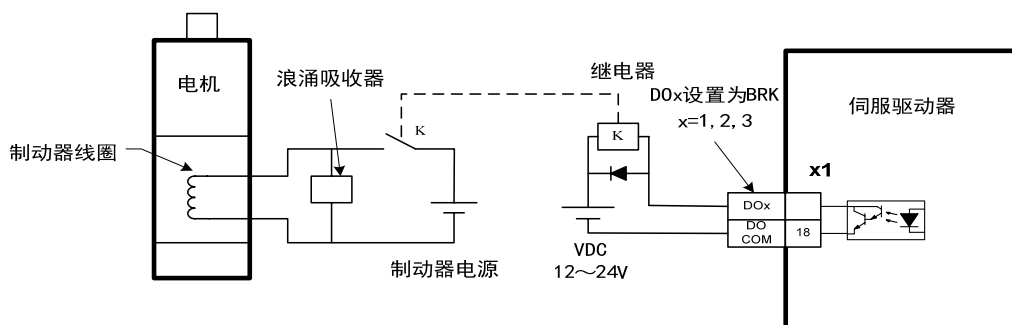 电机
制动器线圈
浪涌吸收器
K
制动器电源
继电器
K
VDC
12～24V
DOx设置为BRK
x=1,2,3
伺服驱动器
x1
DOx
DO
COM
18